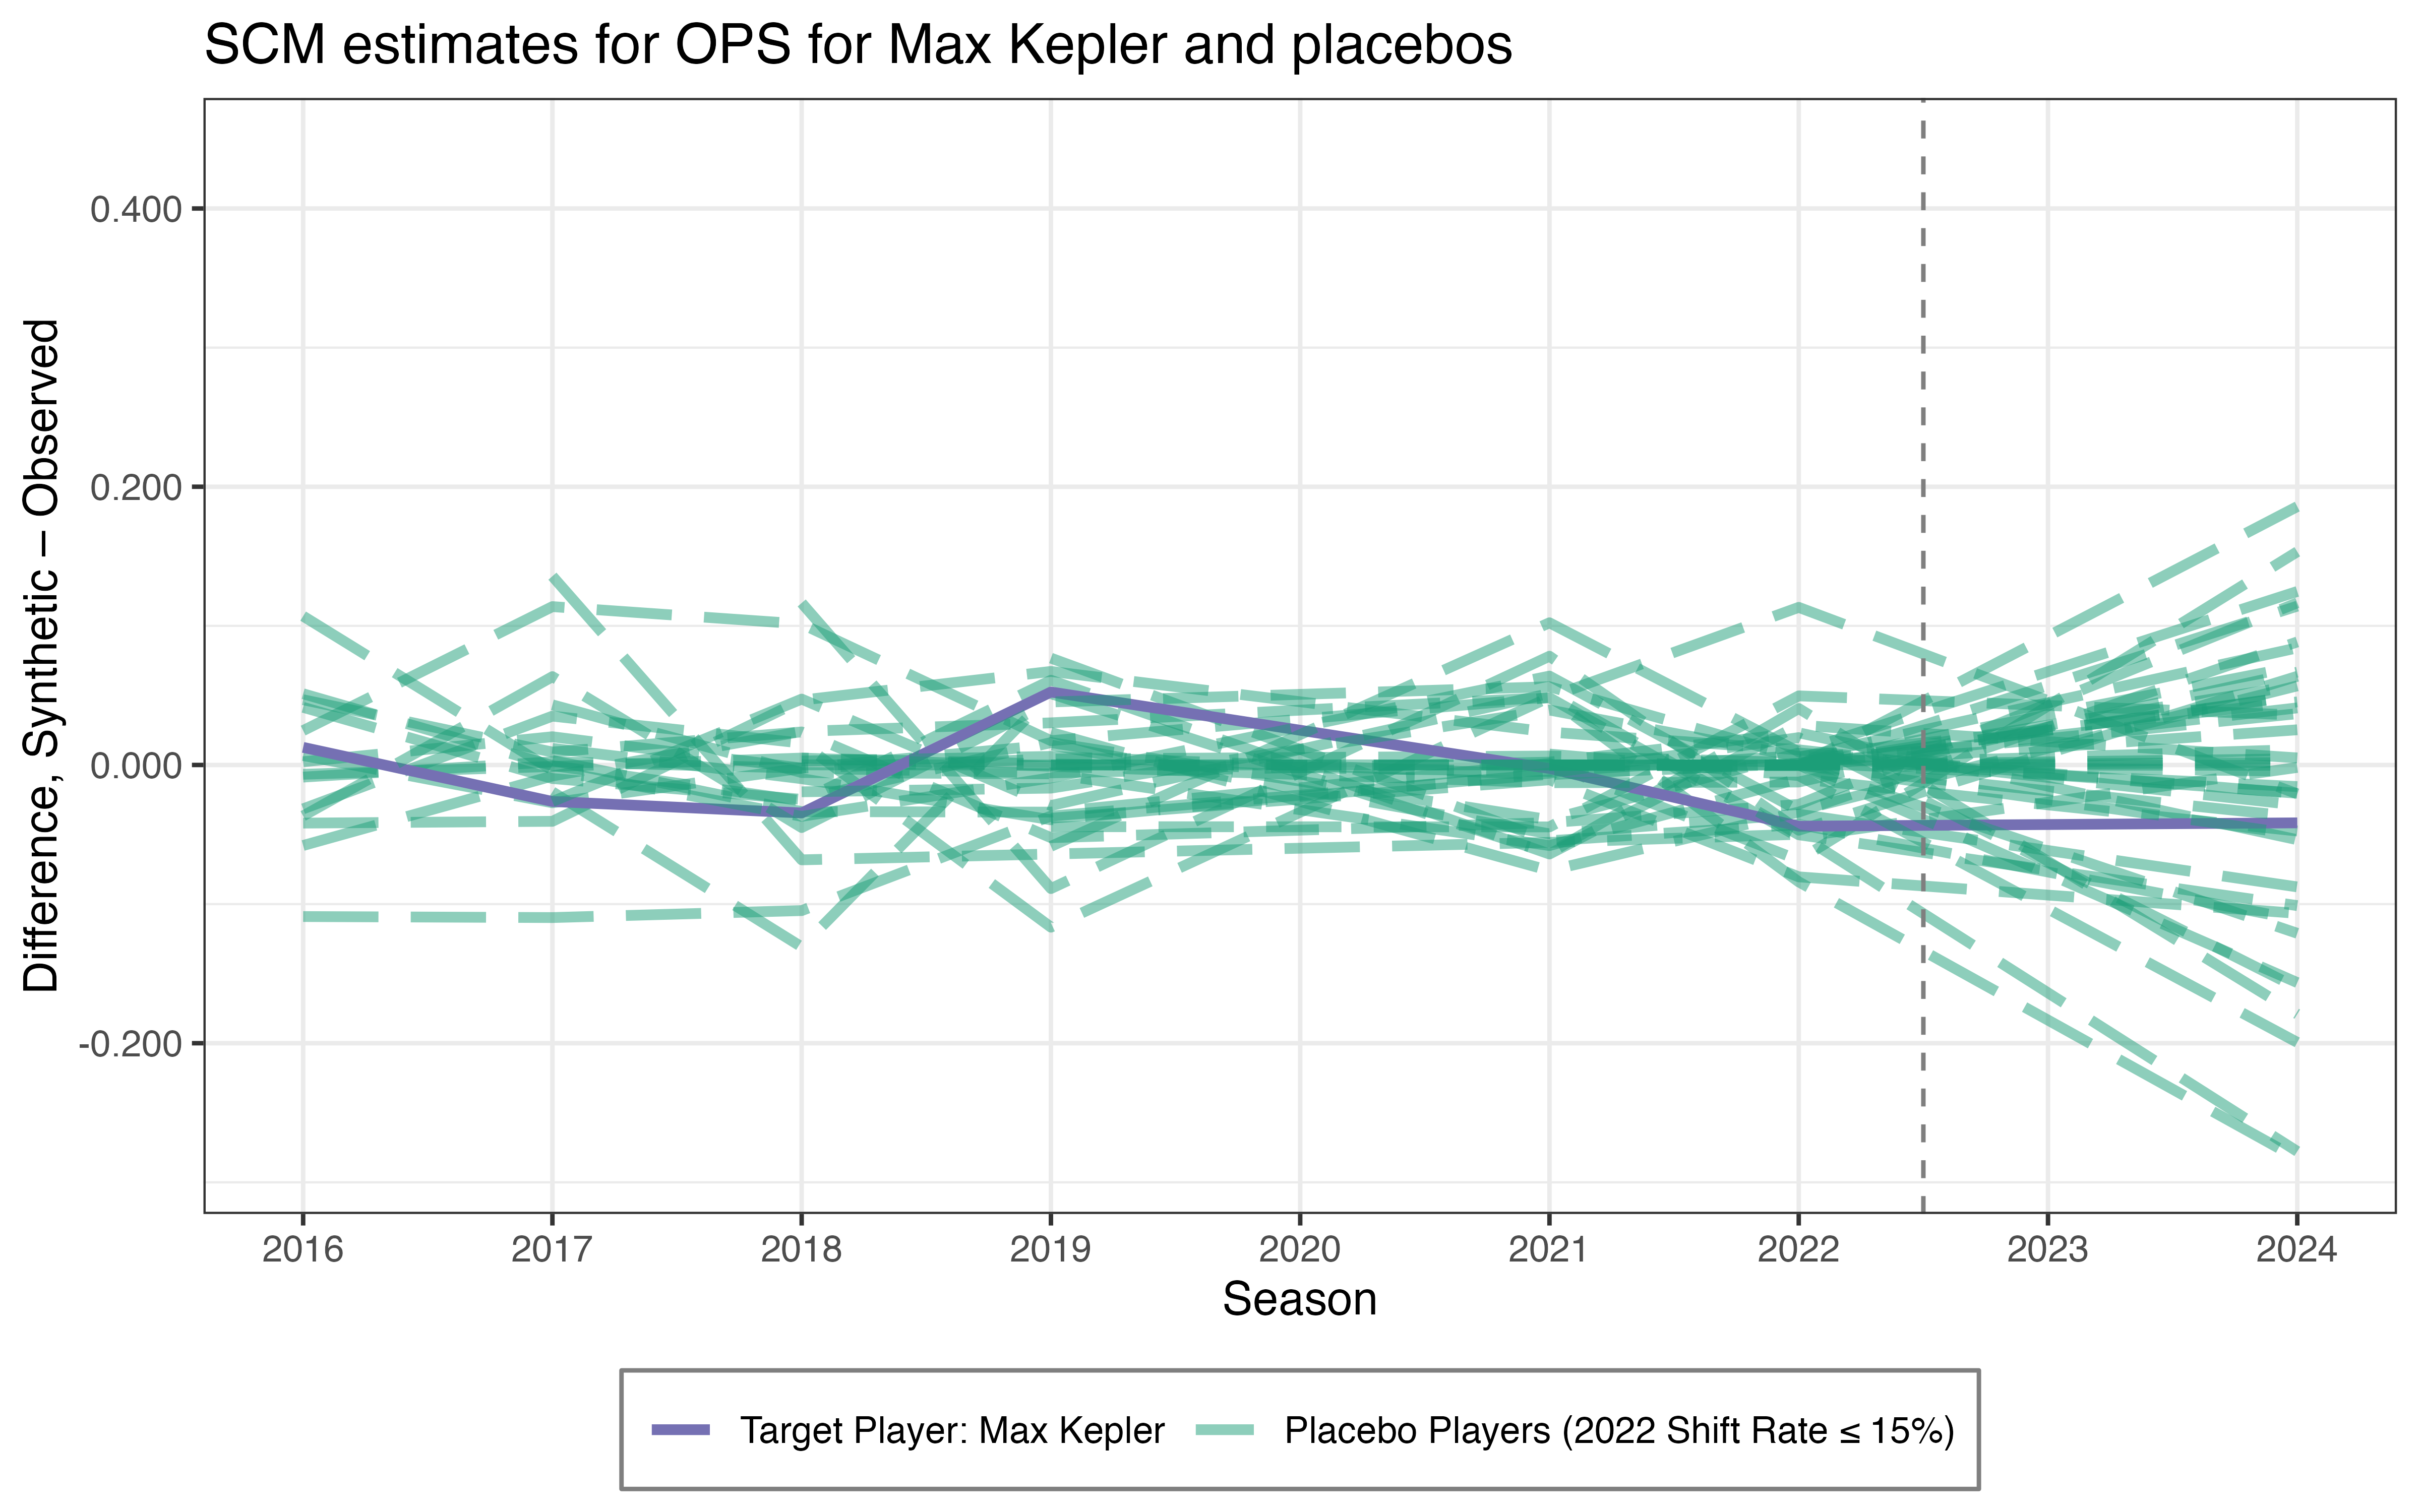 SCM estimates for OPS for Max Kepler and placebos
Difference, Synthetic – Observed
0.400
0.200
0.000
-0.200
2016 2017 2018 2019 2020 2021 2022 2023 2024
Season
Target Player: Max Kepler Placebo Players (2022 Shift Rate ≤ 15%)